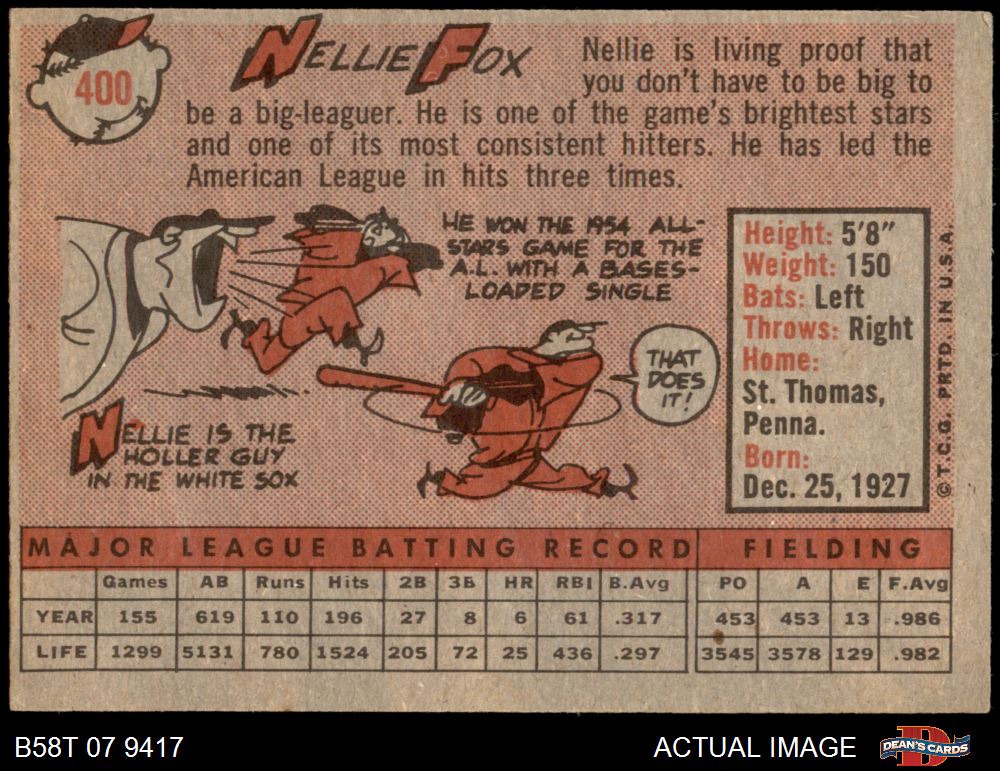 400
NELLIE FOX
Nellie is living proof that
you don't have to be big to
be a big-leaguer. He is one of the game's brightest stars
and one of its most consistent hitters. He has led the
American League in hits three times.
HE WON THE 1954 ALL-
STARS GAME FOR THE
A.L. WITH A BASES-
LOADED SINGLE
THAT
DOES
IT!
NELLIE IS THE
HOLLER GUY
IN THE WHITE SOX
Height: 5'8"
Weight: 150
Bats: Left
Throws: Right
Home:
St. Thomas,
Penna.
Born:
Dec. 25, 1927
© T.C.G. PRTD. IN U.S.A.
MAJOR LEAGUE BATTING RECORD FIELDING
Games AB Runs Hits 2B 3B HR RBI B.Avg PO A E F.Avg
YEAR 155 619 110 196 27 8 6 61 .317 453 453 13 .986
LIFE 1299 5131 780 1524 205 72 25 436 .297 3545 3578 129 .982
B58T 07 9417
ACTUAL IMAGE
DEAN'S CARDS